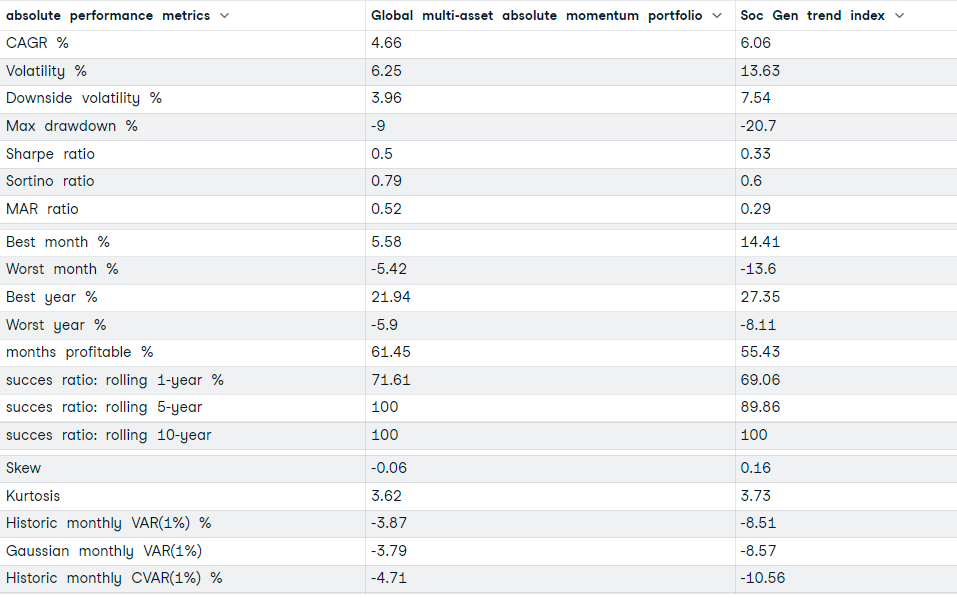 absolute performance metrics Global multi-asset absolute momentum portfolio Soc Gen trend index
CAGR % 4.66 6.06
Volatility % 6.25 13.63
Downside volatility % 3.96 7.54
Max drawdown % -9 -20.7
Sharpe ratio 0.5 0.33
Sortino ratio 0.79 0.6
MAR ratio 0.52 0.29
Best month % 5.58 14.41
Worst month % -5.42 -13.6
Best year % 21.94 27.35
Worst year % -5.9 -8.11
months profitable % 61.45 55.43
succes ratio: rolling 1-year % 71.61 69.06
succes ratio: rolling 5-year 100 89.86
succes ratio: rolling 10-year 100 100
Skew -0.06 0.16
Kurtosis 3.62 3.73
Historic monthly VAR(1%) % -3.87 -8.51
Gaussian monthly VAR(1%) -3.79 -8.57
Historic monthly CVAR(1%) % -4.71 -10.56